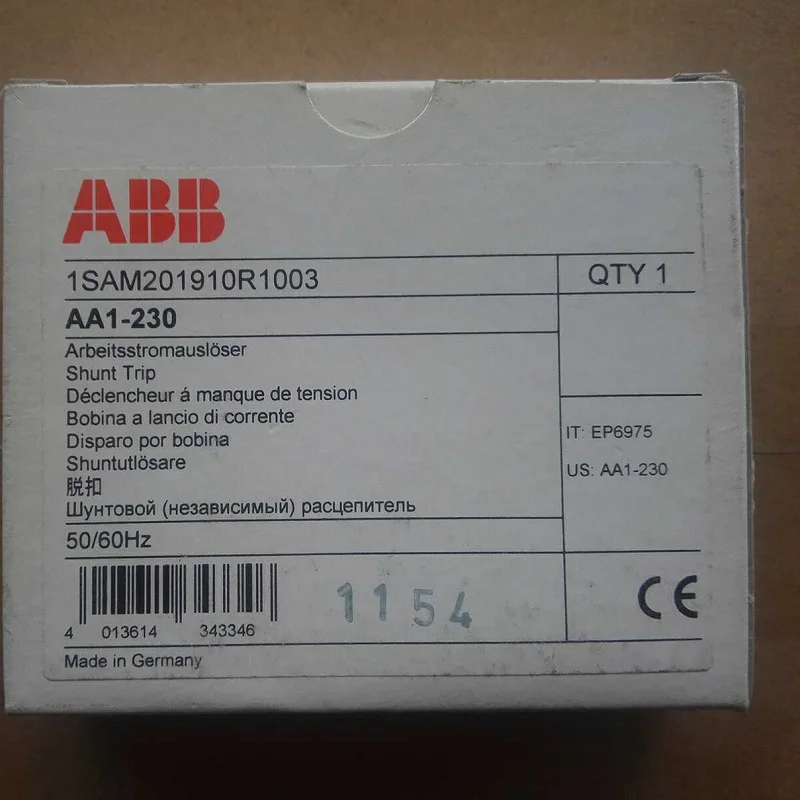 ABB
1SAM201910R1003
QTY 1
AA1-230
Arbeitsstromauslöser
Shunt Trip
Déclencheur á manque de tension
Bobina a lancio di corrente
Disparo por bobina
Shuntutlösare
脱扣
Шунтовой (независимый) расцепитель
IT: EP6975
US: AA1-230
50/60Hz
4 013614 343346
1154
CE
Made in Germany